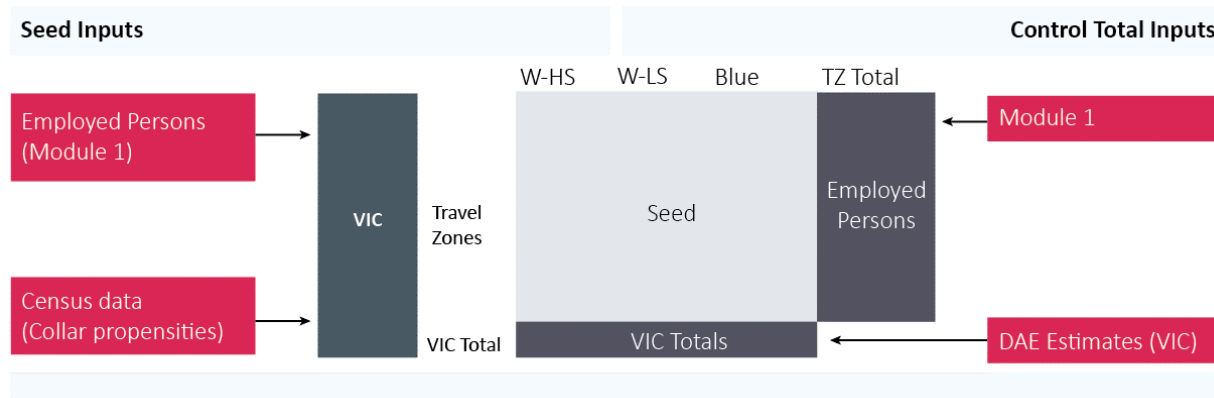 Seed Inputs
Control Total Inputs
W-HS W-LS Blue TZ Total
Employed Persons
(Module 1)
Module 1
VIC
Travel
Zones
Seed
Employed
Persons
Census data
(Collar propensities)
VIC Total
VIC Totals
DAE Estimates (VIC)